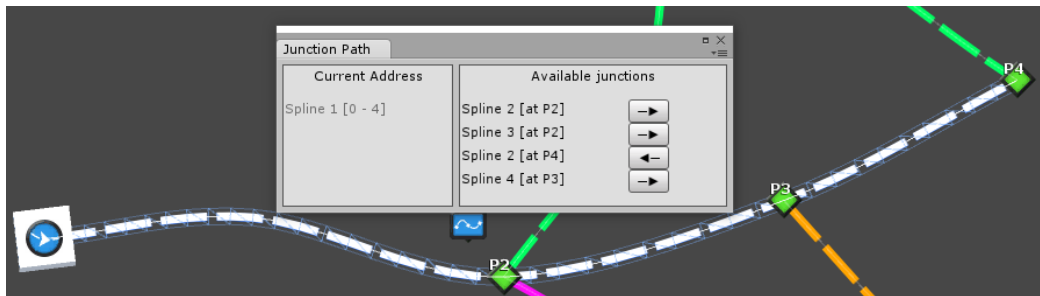 Junction Path
Current Address
Spline 1 [0 - 4]
Available junctions
Spline 2 [at P2]
Spline 3 [at P2]
Spline 2 [at P4]
Spline 4 [at P3]
P4
P3
P2